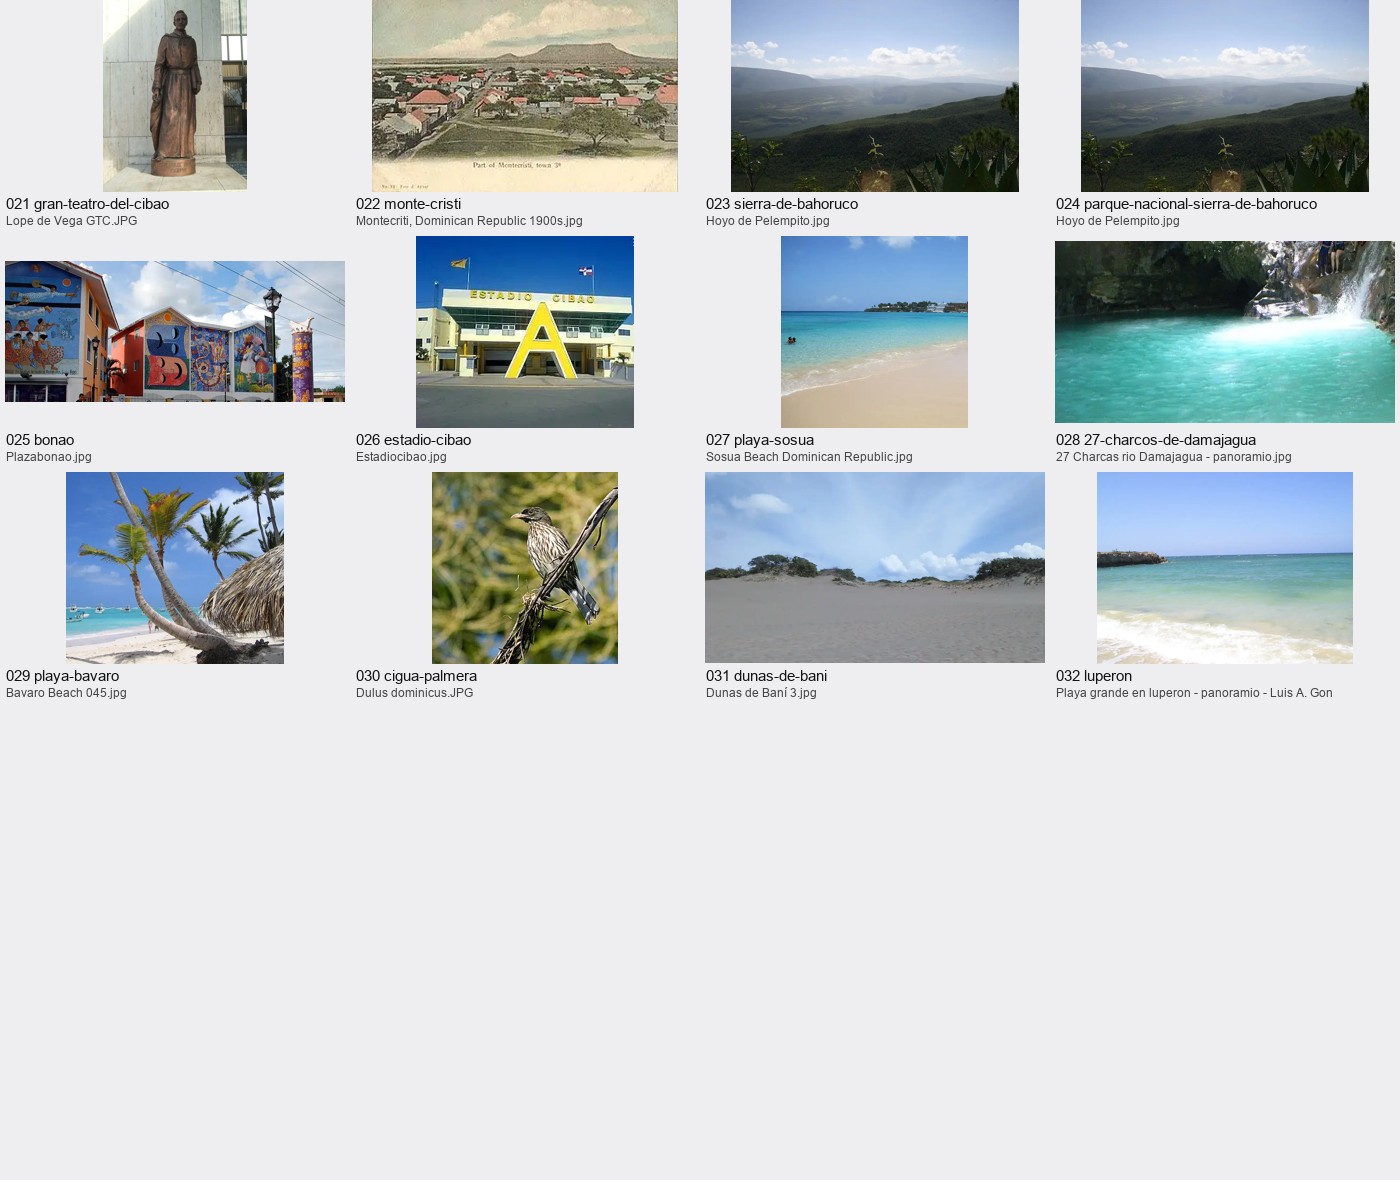 Part of Montecristi, town
021 gran-teatro-del-cibao
Lope de Vega GTC.JPG
022 monte-cristi
Montecriti, Dominican Republic 1900s.jpg
023 sierra-de-bahoruco
Hoyo de Pelempito.jpg
024 parque-nacional-sierra-de-bahoruco
Hoyo de Pelempito.jpg
ESTADIO CIBAO
A
025 bonao
Plazabonao.jpg
026 estadio-cibao
Estadiocibao.jpg
027 playa-sosua
Sosua Beach Dominican Republic.jpg
028 27-charcos-de-damajagua
27 Charcas rio Damajagua - panoramio.jpg
029 playa-bavaro
Bavaro Beach 045.jpg
030 cigua-palmera
Dulus dominicus.JPG
031 dunas-de-bani
Dunas de Baní 3.jpg
032 luperon
Playa grande en luperon - panoramio - Luis A. Gon